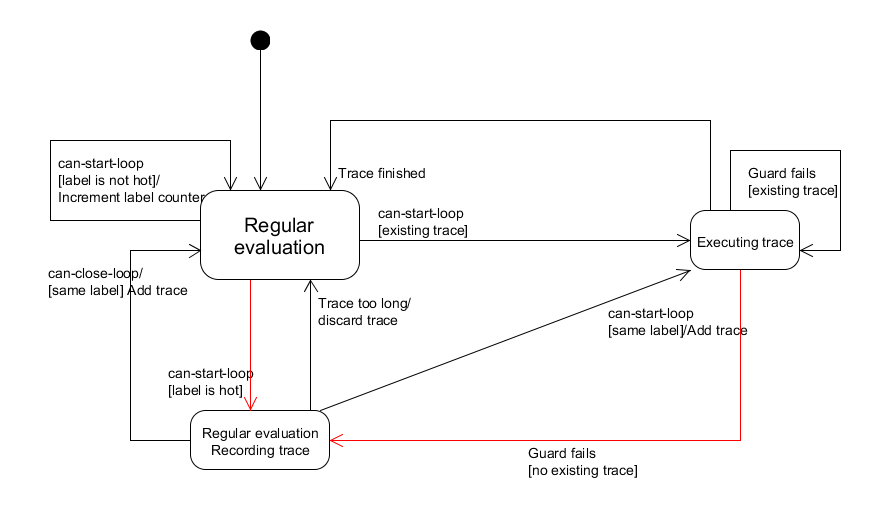 can-start-loop
[label is not hot]/
Increment label counter
Trace finished
Guard fails
[existing trace]
Regular
evaluation
can-start-loop
[existing trace]
Executing trace
can-close-loop/
[same label] Add trace
Trace too long/
discard trace
can-start-loop
[same label]/Add trace
can-start-loop
[label is hot]
Regular evaluation
Recording trace
Guard fails
[no existing trace]